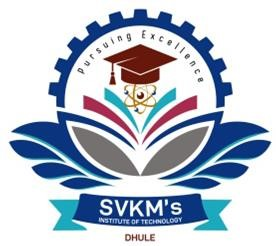 Pursuing Excellence
SVKM's
INSTITUTE OF TECHNOLOGY
DHULE